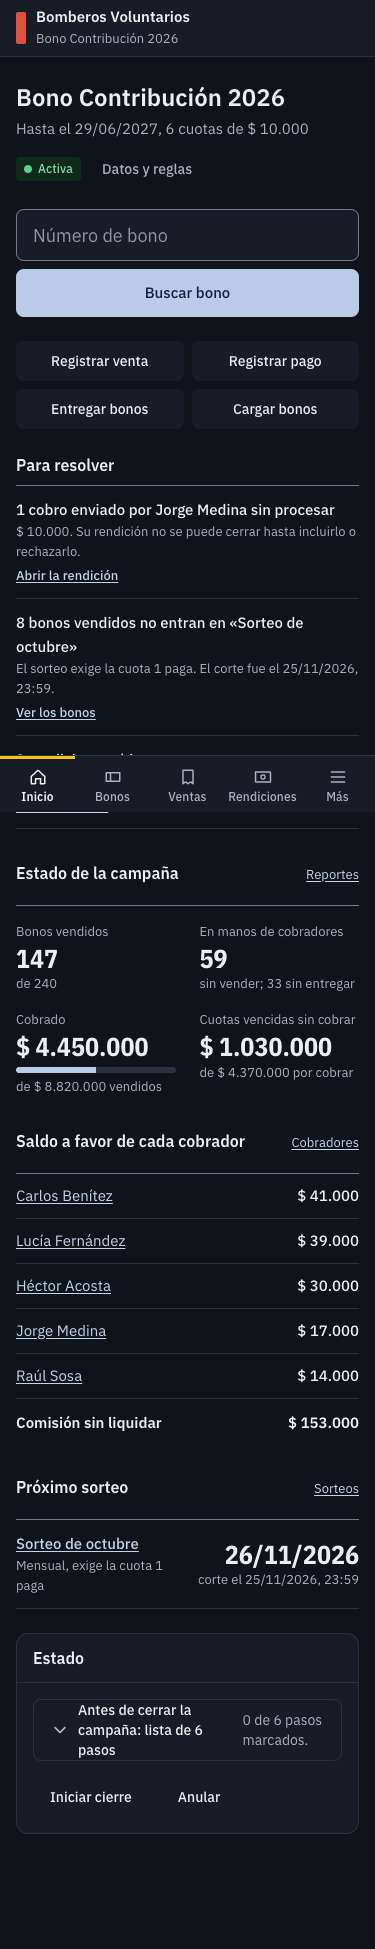 Bomberos Voluntarios
Bono Contribución 2026
Bono Contribución 2026
Hasta el 29/06/2027, 6 cuotas de $ 10.000
Activa
Datos y reglas
Número de bono
Buscar bono
Registrar venta
Registrar pago
Entregar bonos
Cargar bonos
Para resolver
1 cobro enviado por Jorge Medina sin procesar
$ 10.000. Su rendición no se puede cerrar hasta incluirlo o
rechazarlo.
Abrir la rendición
8 bonos vendidos no entran en «Sorteo de
octubre»
El sorteo exige la cuota 1 paga. El corte fue el 25/11/2026,
23:59.
Ver los bonos
Inicio
Bonos
Ventas
Rendiciones
Más
Estado de la campaña
Reportes
Bonos vendidos
147
de 240
En manos de cobradores
59
sin vender; 33 sin entregar
Cobrado
$ 4.450.000
de $ 8.820.000 vendidos
Cuotas vencidas sin cobrar
$ 1.030.000
de $ 4.370.000 por cobrar
Saldo a favor de cada cobrador
Cobradores
Carlos Benítez
$ 41.000
Lucía Fernández
$ 39.000
Héctor Acosta
$ 30.000
Jorge Medina
$ 17.000
Raúl Sosa
$ 14.000
Comisión sin liquidar
$ 153.000
Próximo sorteo
Sorteos
Sorteo de octubre
Mensual, exige la cuota 1
paga
26/11/2026
corte el 25/11/2026, 23:59
Estado
Antes de cerrar la
campaña: lista de 6
pasos
0 de 6 pasos
marcados.
Iniciar cierre
Anular